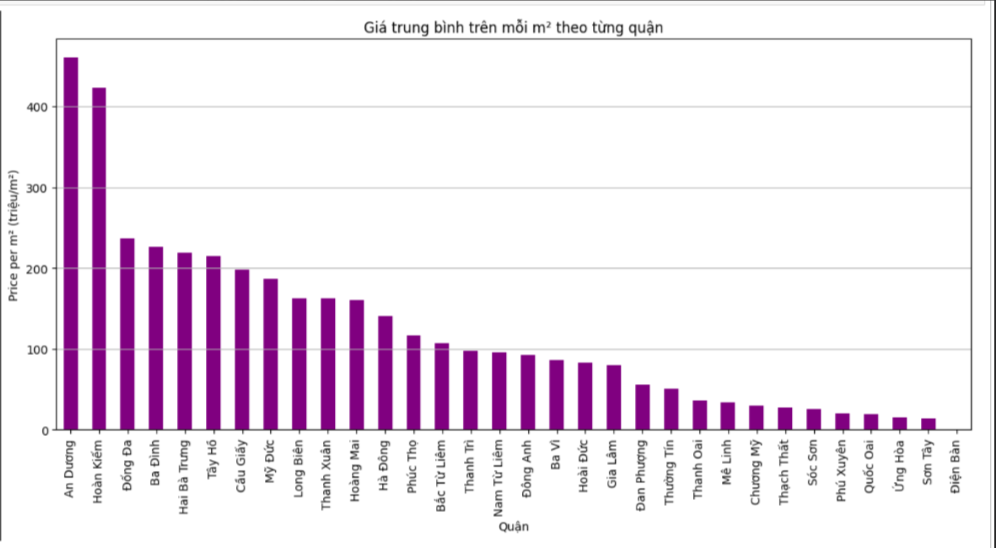 Giá trung bình trên mỗi m² theo từng quận
Price per m² (triệu/m²)
400
300
200
100
0
An Dương
Hoàn Kiếm
Đống Đa
Ba Đình
Hai Bà Trưng
Tây Hồ
Cầu Giấy
Mỹ Đức
Long Biên
Thanh Xuân
Hoàng Mai
Hà Đông
Phúc Thọ
Bắc Từ Liêm
Thanh Trì
Nam Từ Liêm
Đông Anh
Ba Vì
Hoài Đức
Gia Lâm
Đan Phượng
Thường Tín
Thanh Oai
Mê Linh
Chương Mỹ
Thạch Thất
Sóc Sơn
Phú Xuyên
Quốc Oai
Ứng Hòa
Sơn Tây
Điện Bàn
Quận